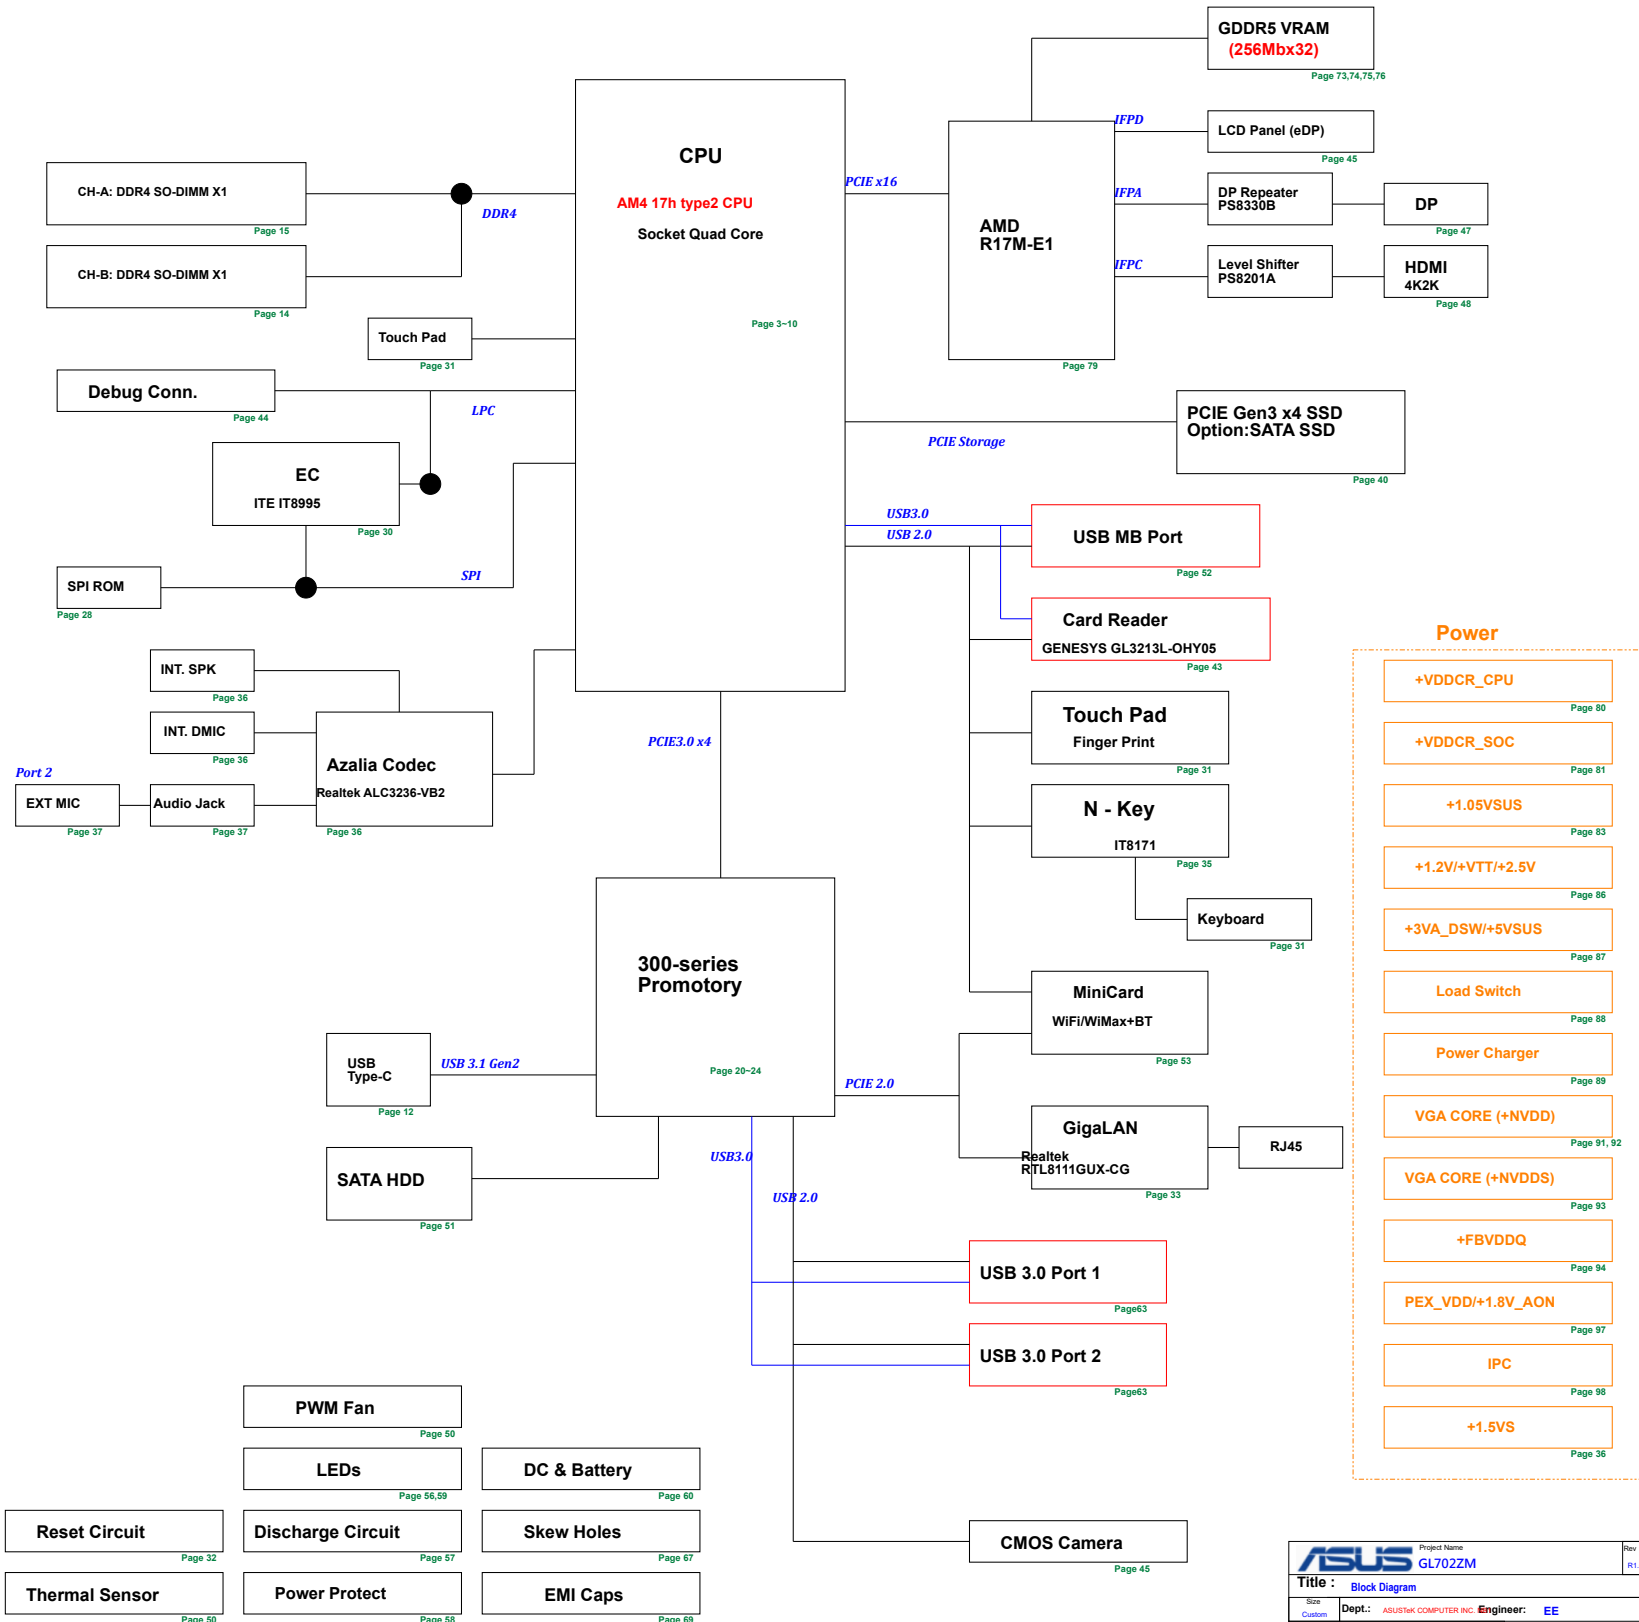 GDDR5 VRAM
(256Mbx32)
Page 73,74,75,76
CPU
AM4 17h type2 CPU
Socket Quad Core
Page 3~10
CH-A: DDR4 SO-DIMM X1
Page 15
DDR4
CH-B: DDR4 SO-DIMM X1
Page 14
PCIE x16
AMD
R17M-E1
Page 79
IFPD
LCD Panel (eDP)
Page 45
IFPA
DP Repeater
PS8330B
DP
Page 47
IFPC
Level Shifter
PS8201A
HDMI
4K2K
Page 48
Touch Pad
Page 31
Debug Conn.
Page 44
LPC
EC
ITE IT8995
Page 30
SPI ROM
Page 28
SPI
PCIE Storage
PCIE Gen3 x4 SSD
Option:SATA SSD
Page 40
USB3.0
USB 2.0
USB MB Port
Page 52
Card Reader
GENESYS GL3213L-OHY05
Page 43
Touch Pad
Finger Print
Page 31
N - Key
IT8171
Page 35
Keyboard
Page 31
INT. SPK
Page 36
INT. DMIC
Page 36
Port 2
EXT MIC
Page 37
Audio Jack
Page 37
Azalia Codec
Realtek ALC3236-VB2
Page 36
PCIE3.0 x4
300-series
Promotory
Page 20~24
MiniCard
WiFi/WiMax+BT
Page 53
PCIE 2.0
GigaLAN
Realtek
RTL8111GUX-CG
Page 33
RJ45
USB
Type-C
Page 12
USB 3.1 Gen2
SATA HDD
Page 51
USB3.0
USB 2.0
USB 3.0 Port 1
Page63
USB 3.0 Port 2
Page63
CMOS Camera
Page 45
Power
+VDDCR_CPU
Page 80
+VDDCR_SOC
Page 81
+1.05VSUS
Page 83
+1.2V/+VTT/+2.5V
Page 86
+3VA_DSW/+5VSUS
Page 87
Load Switch
Page 88
Power Charger
Page 89
VGA CORE (+NVDD)
Page 91, 92
VGA CORE (+NVDDS)
Page 93
+FBVDDQ
Page 94
PEX_VDD/+1.8V_AON
Page 97
IPC
Page 98
+1.5VS
Page 36
PWM Fan
Page 50
LEDs
Page 56,59
DC & Battery
Page 60
Reset Circuit
Page 32
Discharge Circuit
Page 57
Skew Holes
Page 67
Thermal Sensor
Page 50
Power Protect
Page 58
EMI Caps
Page 69
ASUS
Project Name
GL702ZM
Rev
R1.
Title :
Block Diagram
Size
Custom
Dept.:
ASUSTeK COMPUTER INC.
Engineer:
EE